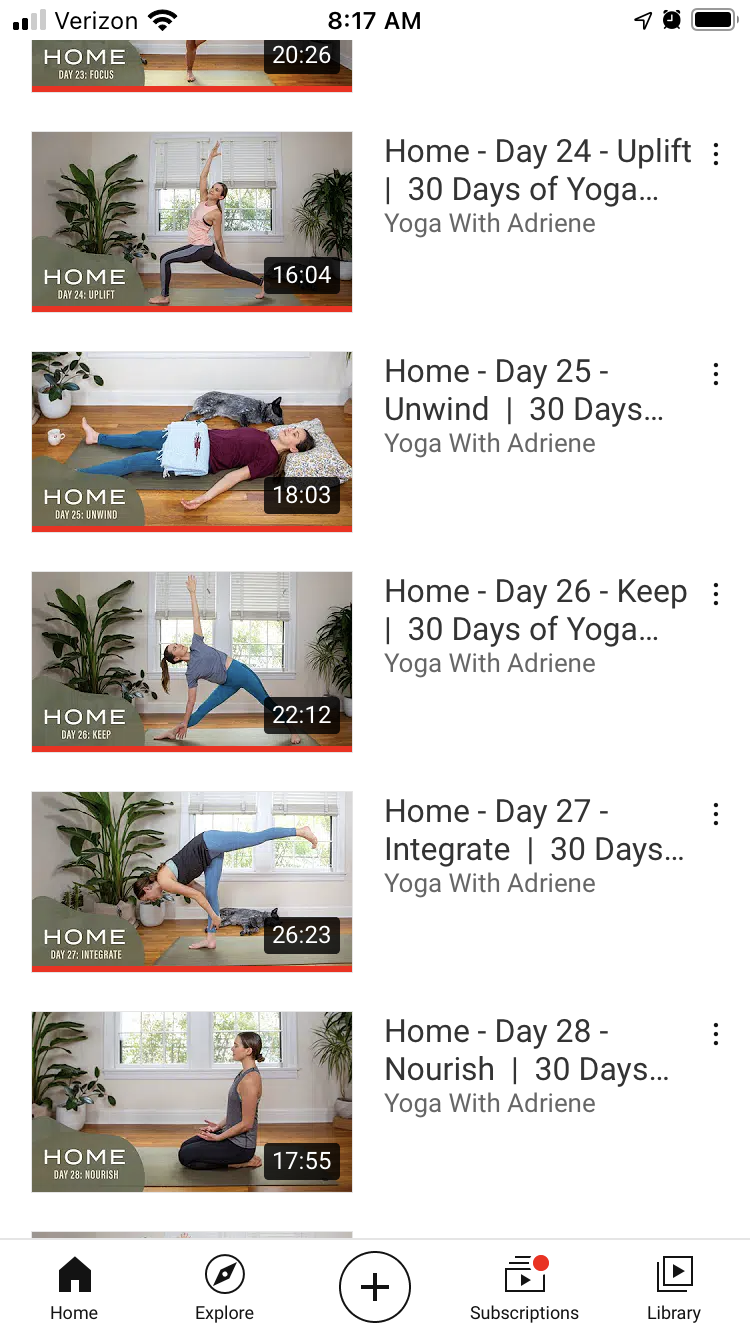 Verizon 8:17 AM
HOME
DAY 23: FOCUS
20:26
HOME
DAY 24: UPLIFT
16:04
Home - Day 24 - Uplift
| 30 Days of Yoga...
Yoga With Adriene
HOME
DAY 25: UNWIND
18:03
Home - Day 25 -
Unwind | 30 Days...
Yoga With Adriene
HOME
DAY 26: KEEP
22:12
Home - Day 26 - Keep
| 30 Days of Yoga...
Yoga With Adriene
HOME
DAY 27: INTEGRATE
26:23
Home - Day 27 -
Integrate | 30 Days...
Yoga With Adriene
HOME
DAY 28: NOURISH
17:55
Home - Day 28 -
Nourish | 30 Days...
Yoga With Adriene
Home Explore Subscriptions Library